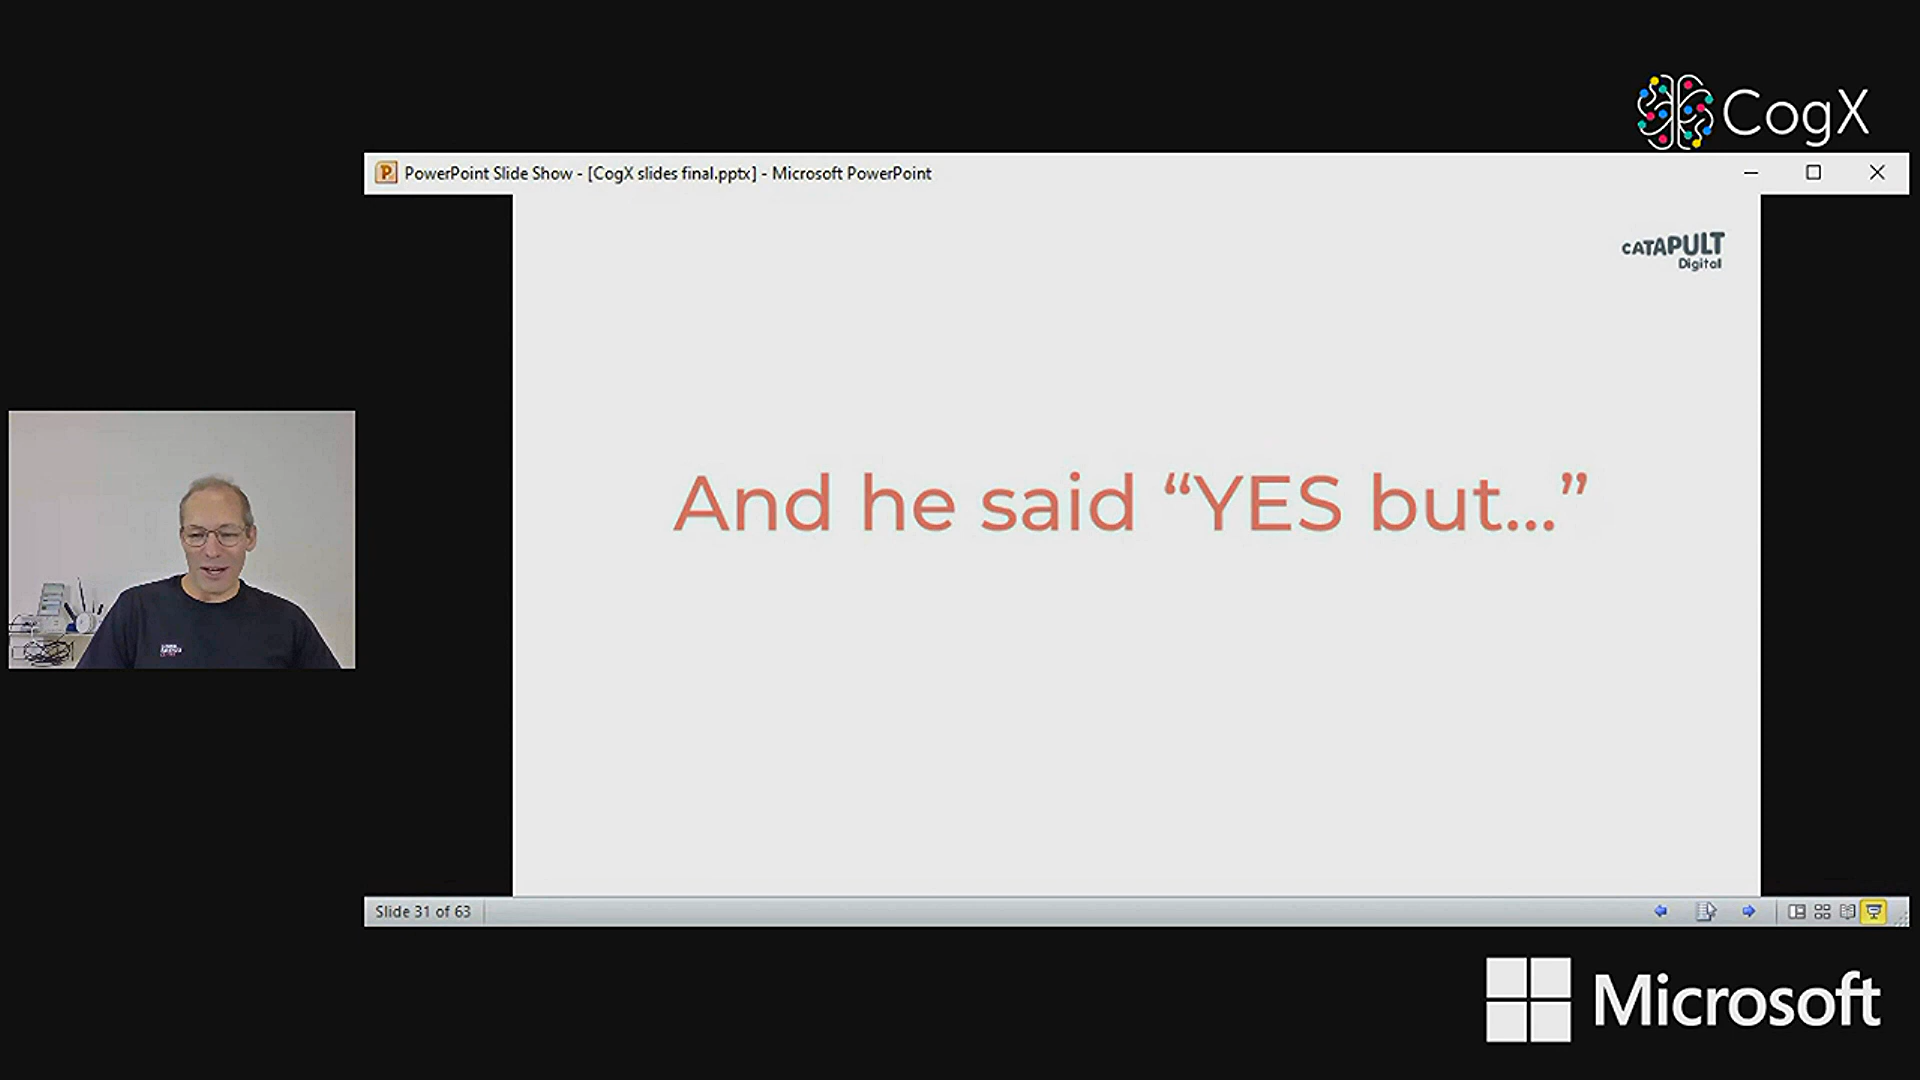 CogX
PowerPoint Slide Show - [CogX slides final.pptx] - Microsoft PowerPoint
CATAPULT
Digital
And he said “YES but...”
Slide 31 of 63
Microsoft